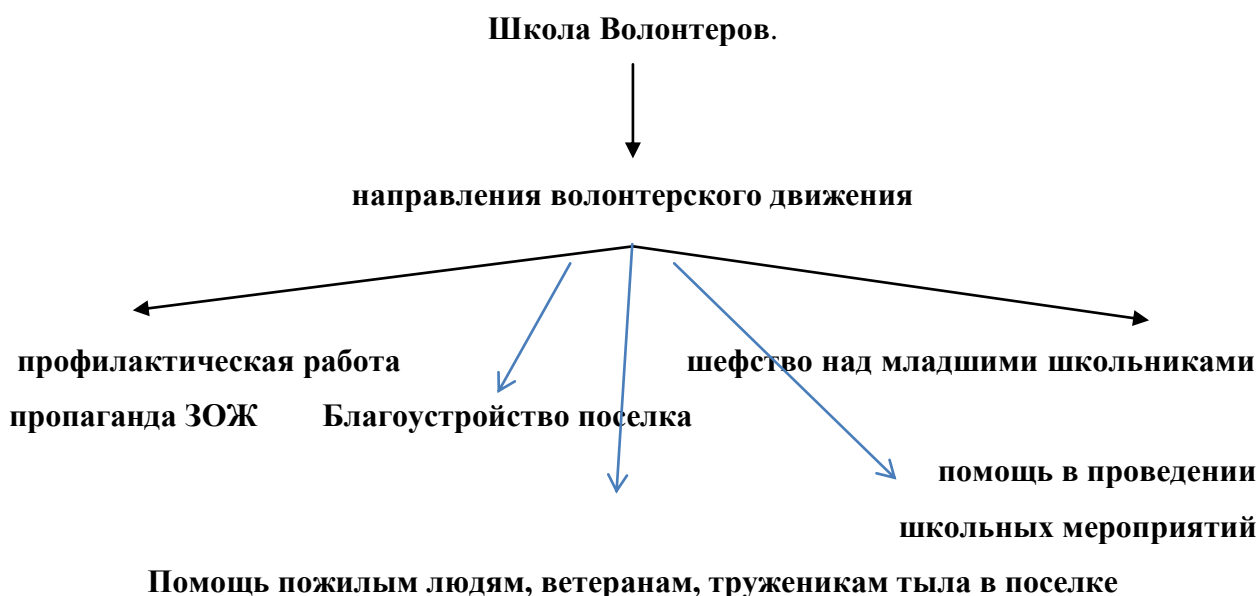 Школа Волонтеров.
направления волонтерского движения
профилактическая работа
шефство над младшими школьниками
пропаганда ЗОЖ
Благоустройство поселка
помощь в проведении
школьных мероприятий
Помощь пожилым людям, ветеранам, труженикам тыла в поселке